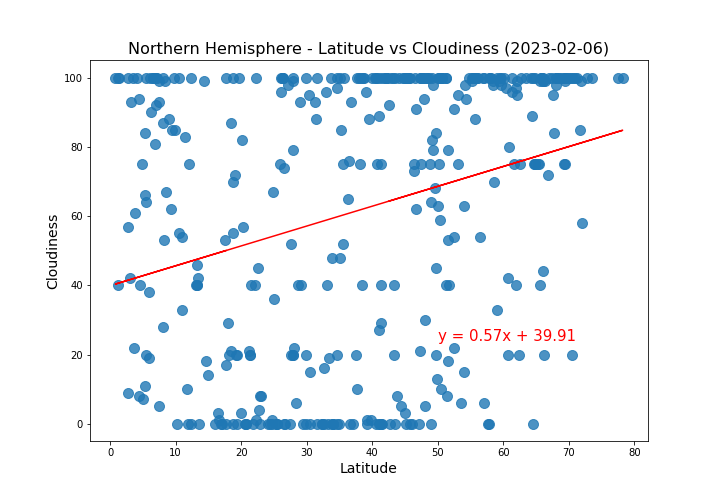 Northern Hemisphere - Latitude vs Cloudiness (2023-02-06)
100
80
60
40
20
0
Cloudiness
y = 0.57x + 39.91
0 10 20 30 40 50 60 70 80
Latitude